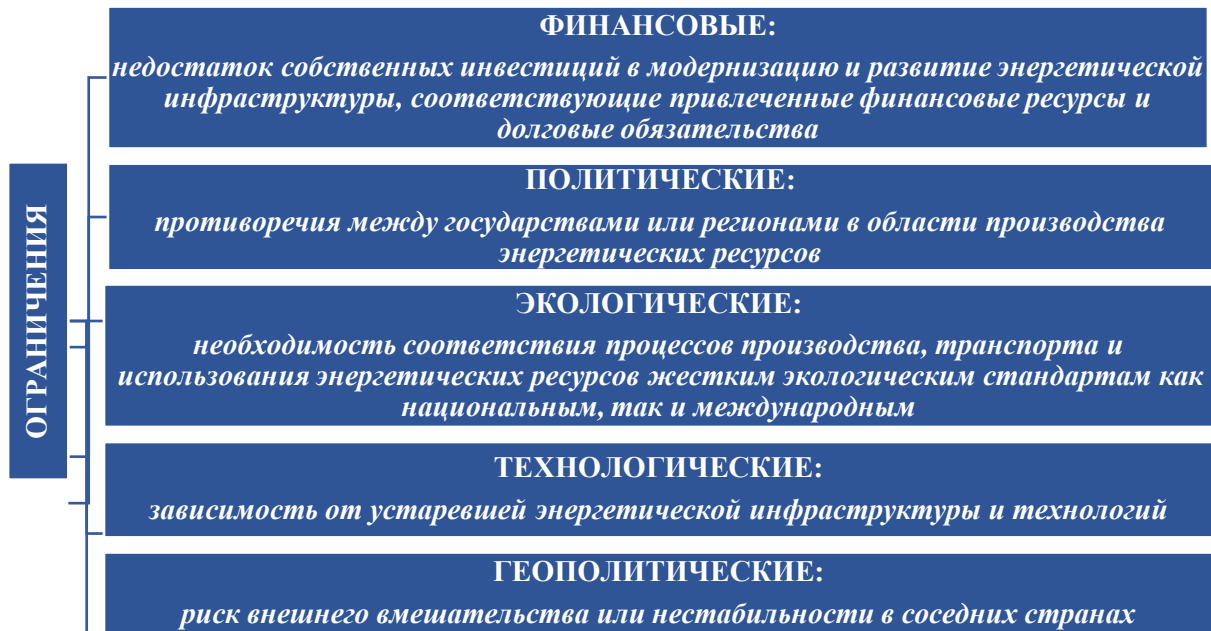 ОГРАНИЧЕНИЯ
ФИНАНСОВЫЕ:
недостаток собственных инвестиций в модернизацию и развитие энергетической
инфраструктуры, соответствующие привлеченные финансовые ресурсы и
долговые обязательства
ПОЛИТИЧЕСКИЕ:
противоречия между государствами или регионами в области производства
энергетических ресурсов
ЭКОЛОГИЧЕСКИЕ:
необходимость соответствия процессов производства, транспорта и
использования энергетических ресурсов жестким экологическим стандартам как
национальным, так и международным
ТЕХНОЛОГИЧЕСКИЕ:
зависимость от устаревшей энергетической инфраструктуры и технологий
ГЕОПОЛИТИЧЕСКИЕ:
риск внешнего вмешательства или нестабильности в соседних странах